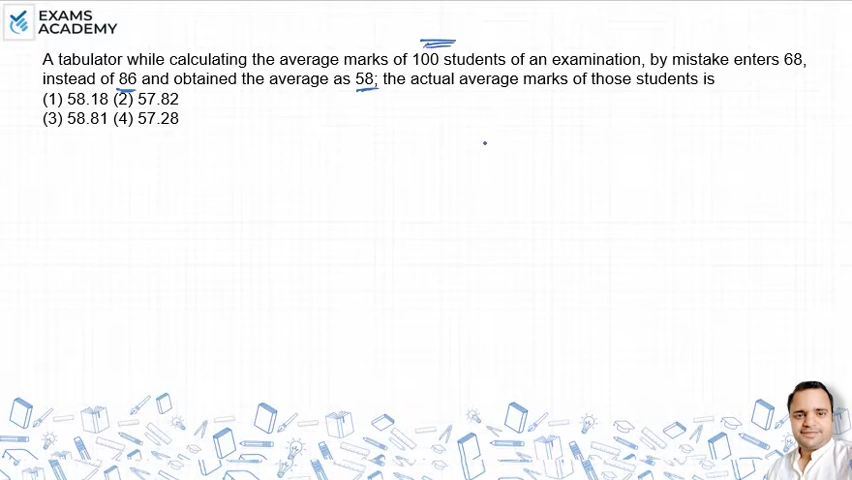 EXAMS
ACADEMY
A tabulator while calculating the average marks of 100 students of an examination, by mistake enters 68,
instead of 86 and obtained the average as 58; the actual average marks of those students is
(1) 58.18 (2) 57.82
(3) 58.81 (4) 57.28